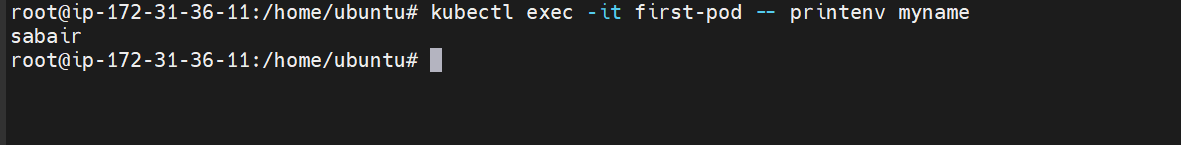 root@ip-172-31-36-11:/home/ubuntu# kubectl exec -it first-pod -- printenv myname
sabair
root@ip-172-31-36-11:/home/ubuntu#